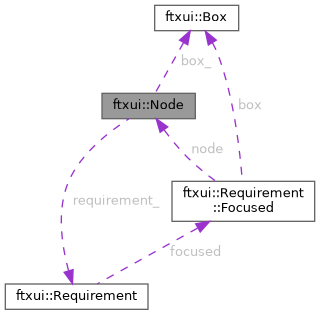 ftxui::Box
box_
ftxui::Node
box
node
ftxui::Requirement
::Focused
requirement_
focused
ftxui::Requirement